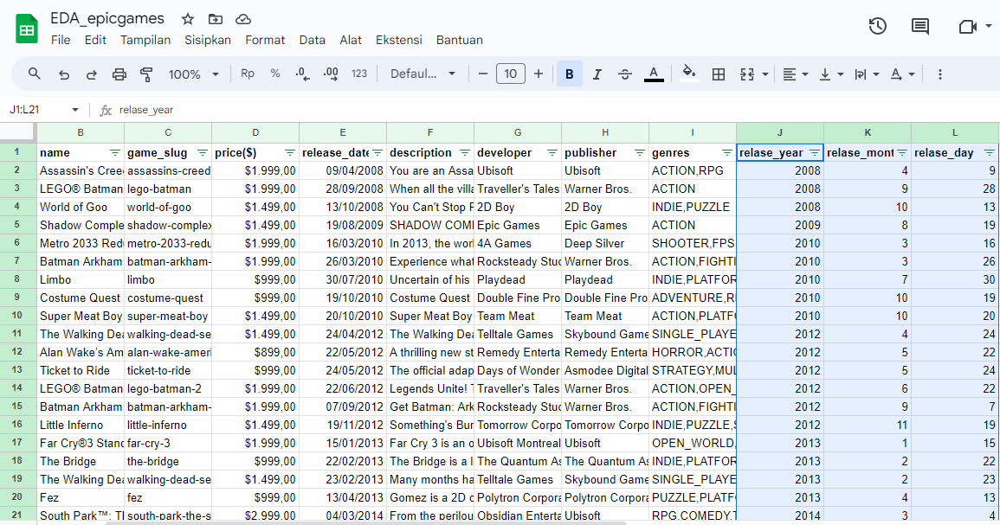 EDA_epicgames
File Edit Tampilan Sisipkan Format Data Alat Ekstensi Bantuan
100% Rp % .0 .00 123 Defaul... − 10 + B I S A
J1:L21 fx relase_year
B C D E F G H I J K L
1 name game_slug price($) release_date description developer publisher genres relase_year relase_mont relase_day
2 Assassin's Cree assassins-creed $1.999,00 09/04/2008 You are an Assa Ubisoft Ubisoft ACTION,RPG 2008 4 9
3 LEGO® Batman lego-batman $1.999,00 28/09/2008 When all the villa Traveller's Tales Warner Bros. ACTION 2008 9 28
4 World of Goo world-of-goo $1.499,00 13/10/2008 You Can't Stop 2D Boy 2D Boy INDIE,PUZZLE 2008 10 13
5 Shadow Comple shadow-complex $1.499,00 19/08/2009 SHADOW COM Epic Games Epic Games ACTION 2009 8 19
6 Metro 2033 Redu metro-2033-redu $1.999,00 16/03/2010 In 2013, the worl 4A Games Deep Silver SHOOTER,FPS 2010 3 16
7 Batman Arkham batman-arkham- $1.999,00 26/03/2010 Experience what Rocksteady Stud Warner Bros. ACTION,FIGHTI 2010 3 26
8 Limbo limbo $999,00 30/07/2010 Uncertain of his Playdead Playdead INDIE,PLATFOR 2010 7 30
9 Costume Quest costume-quest $999,00 19/10/2010 Costume Quest Double Fine Pro Double Fine Pro ADVENTURE,R 2010 10 19
10 Super Meat Boy super-meat-boy $1.499,00 20/10/2010 Super Meat Boy Team Meat Team Meat ACTION,PLATF 2010 10 20
11 The Walking Dea walking-dead-se $1.499,00 24/04/2012 The Walking Dea Telltale Games Skybound Game SINGLE_PLAYE 2012 4 24
12 Alan Wake's Am alan-wake-ameri $899,00 22/05/2012 A thrilling new st Remedy Enterta Remedy Enterta HORROR,ACTIO 2012 5 22
13 Ticket to Ride ticket-to-ride $999,00 24/05/2012 The official adap Days of Wonder Asmodee Digital STRATEGY,MUL 2012 5 24
14 LEGO® Batman lego-batman-2 $1.999,00 22/06/2012 Legends Unite! Traveller's Tales Warner Bros. ACTION,OPEN_ 2012 6 22
15 Batman Arkham batman-arkham- $1.999,00 07/09/2012 Get Batman: Ark Rocksteady Stud Warner Bros. ACTION,FIGHTI 2012 9 7
16 Little Inferno little-inferno $1.499,00 19/11/2012 Something's Bur Tomorrow Corpo Tomorrow Corpo INDIE,PUZZLE,S 2012 11 19
17 Far Cry®3 Stand far-cry-3 $1.999,00 15/01/2013 Far Cry 3 is an o Ubisoft Montreal Ubisoft OPEN_WORLD, 2013 1 15
18 The Bridge the-bridge $999,00 22/02/2013 The Bridge is a l The Quantum As The Quantum As INDIE,PLATFOR 2013 2 22
19 The Walking Dea walking-dead-se $1.499,00 23/02/2013 Many months ha Telltale Games Skybound Game SINGLE_PLAYE 2013 2 23
20 Fez fez $999,00 13/04/2013 Gomez is a 2D c Polytron Corpora Polytron Corpora PUZZLE,PLATF 2013 4 13
21 South Park™: Tl south-park-the-s $2.999,00 04/03/2014 From the perilou Obsidian Enterta Ubisoft RPG,COMEDY,T 2014 3 4